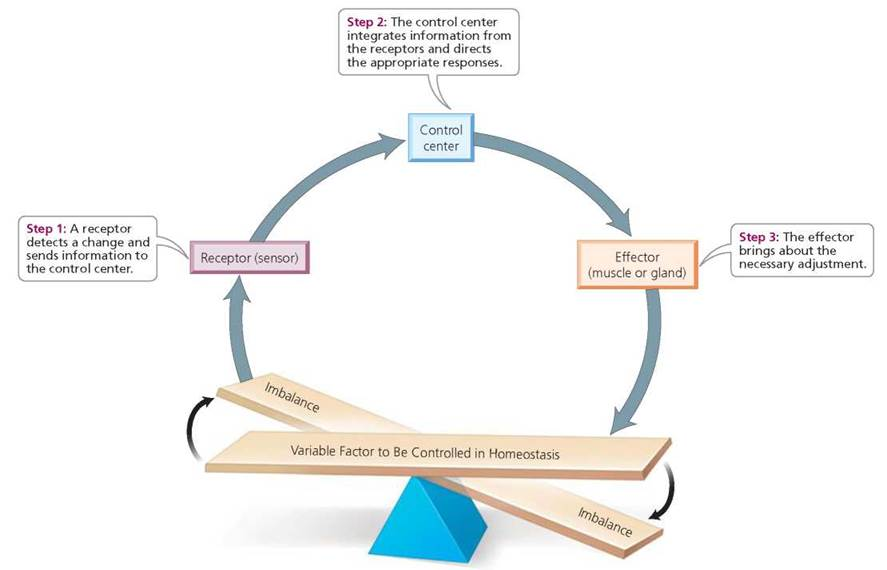 Step 2: The control center
integrates information from
the receptors and directs
the appropriate responses.
Control
center
Step 1: A receptor
detects a change and
sends information to
the control center.
Receptor (sensor)
Effector
(muscle or gland)
Step 3: The effector
brings about the
necessary adjustment.
Imbalance
Variable Factor to Be Controlled in Homeostasis
Imbalance